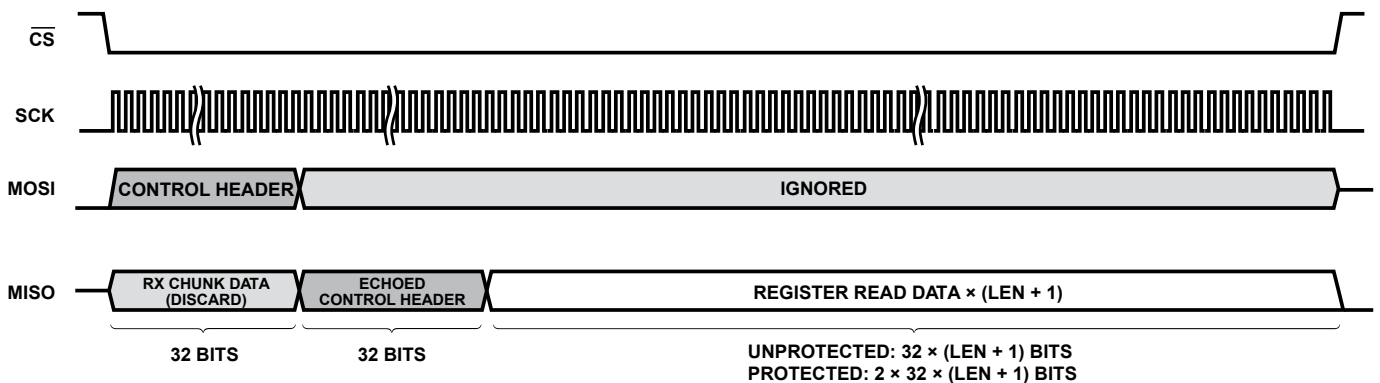 CS
SCK
MOSI
CONTROL HEADER
IGNORED
MISO
RX CHUNK DATA
(DISCARD)
ECHOED
CONTROL HEADER
REGISTER READ DATA × (LEN + 1)
32 BITS
32 BITS
UNPROTECTED: 32 × (LEN + 1) BITS
PROTECTED: 2 × 32 × (LEN + 1) BITS